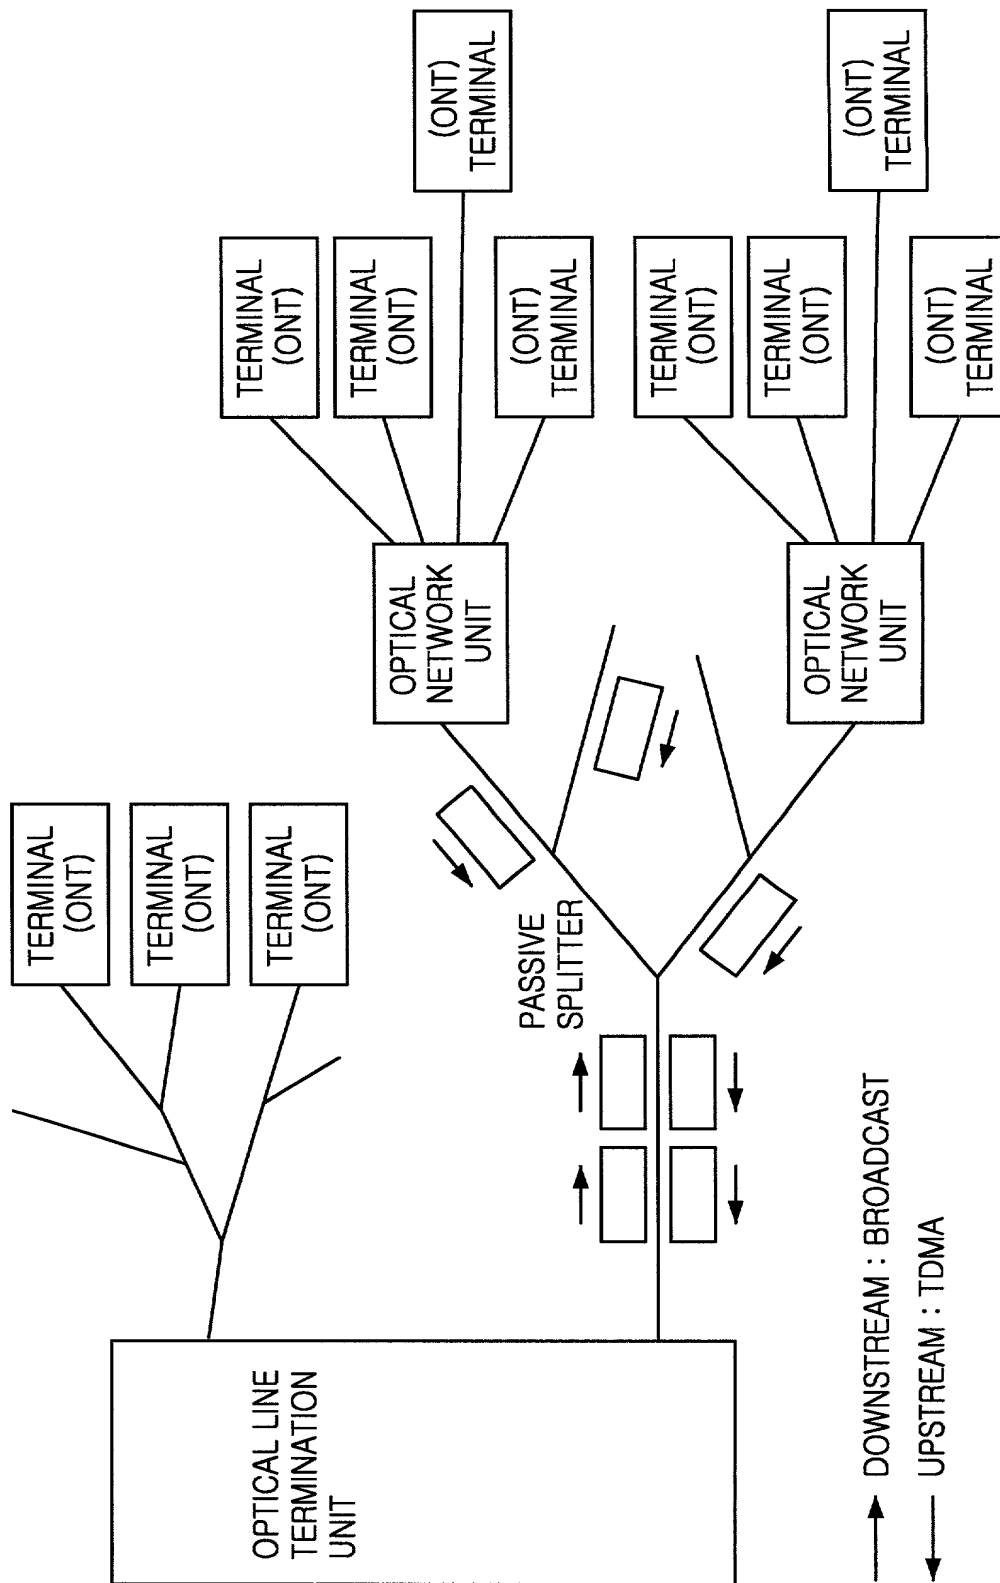 OPTICAL LINE
TERMINATION
UNIT
TERMINAL
(ONT)
TERMINAL
(ONT)
TERMINAL
(ONT)
PASSIVE
SPLITTER
OPTICAL
NETWORK
UNIT
TERMINAL
(ONT)
TERMINAL
(ONT)
(ONT)
TERMINAL
(ONT)
TERMINAL
OPTICAL
NETWORK
UNIT
TERMINAL
(ONT)
TERMINAL
(ONT)
(ONT)
TERMINAL
(ONT)
TERMINAL
DOWNSTREAM : BROADCAST
UPSTREAM : TDMA